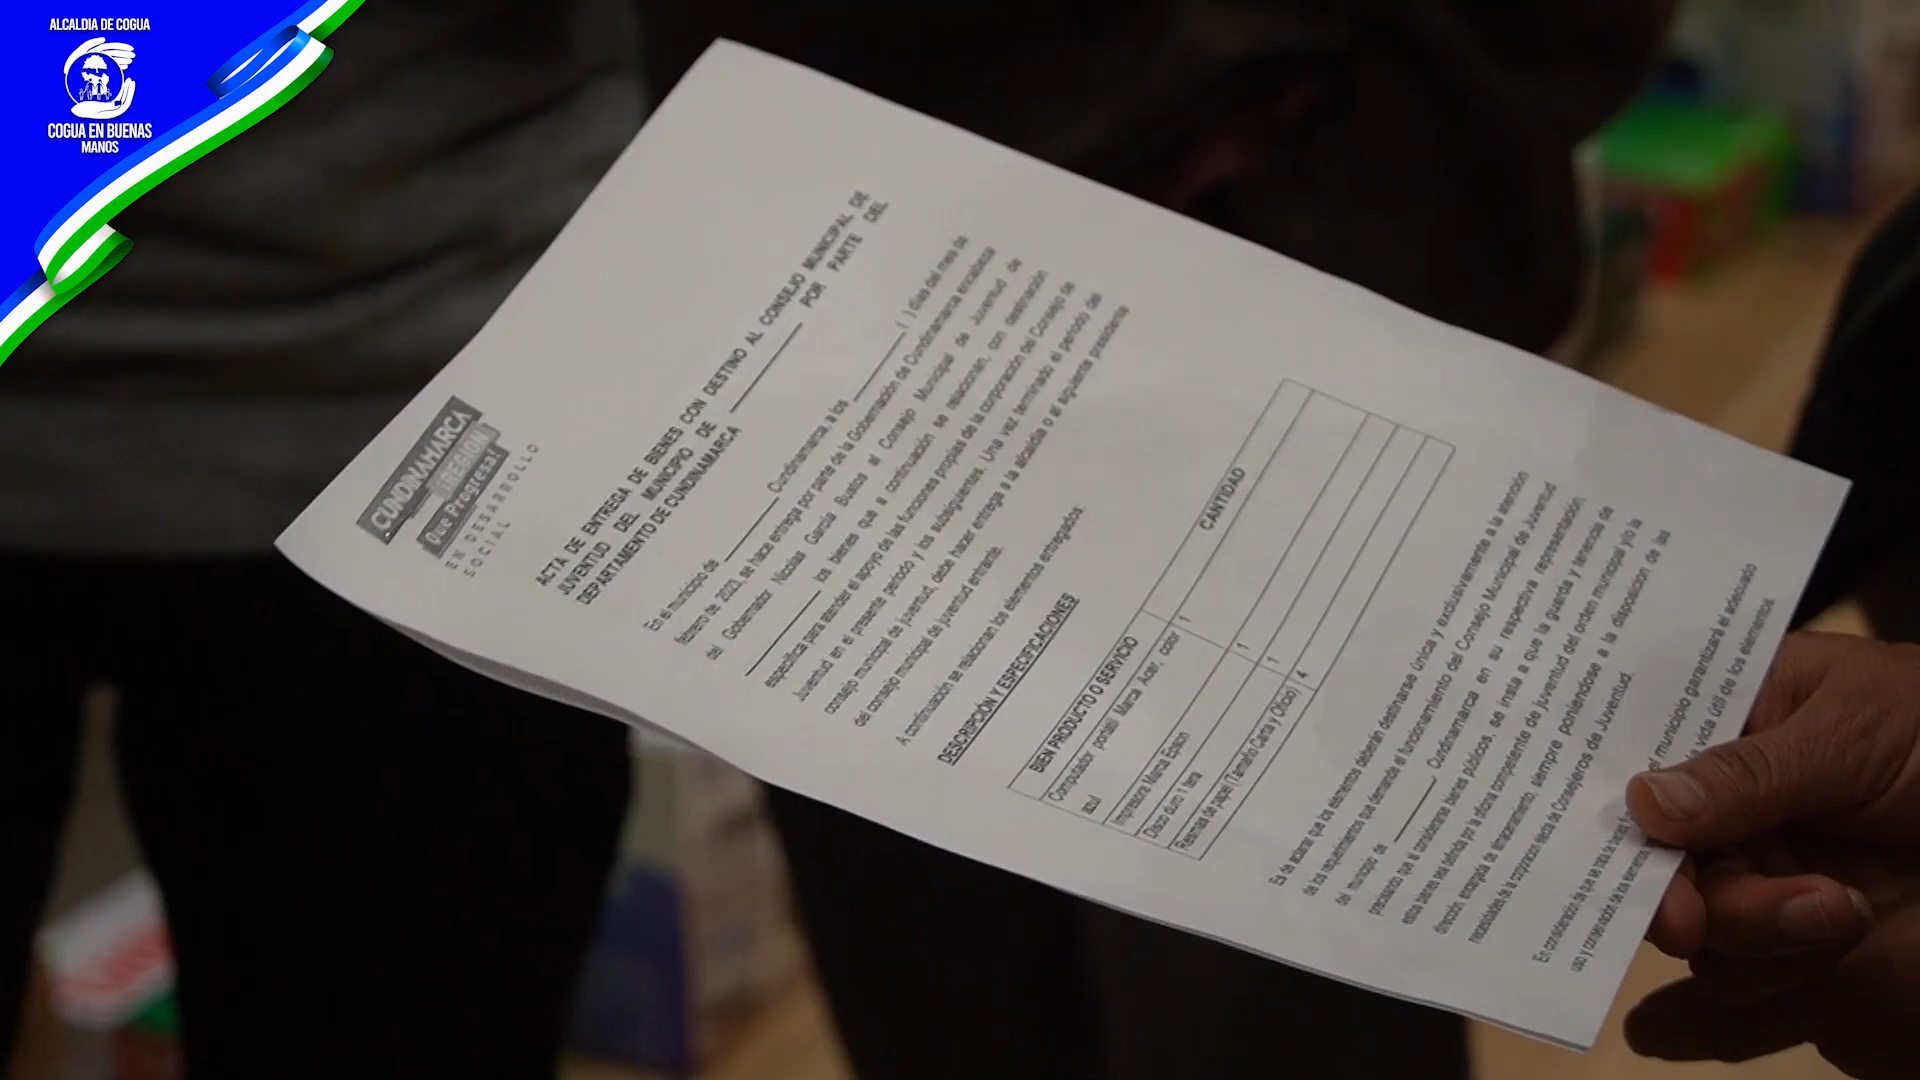 ALCALDIA DE COGUA
COGUA EN BUENAS
MANOS
CUNDINAMARCA
¡REGIÓN
Que Progresa!
EN DESARROLLO
SOCIAL
ACTA DE ENTREGA DE BIENES CON DESTINO AL CONSEJO MUNICIPAL DE
JUVENTUD DEL MUNICIPIO DE ________ POR PARTE DEL
DEPARTAMENTO DE CUNDINAMARCA
En el municipio de ________ Cundinamarca, a los ________ ( ) días del mes de
febrero de 2023, se hace entrega por parte de la Gobernación de Cundinamarca encabeza
del Gobernador Nicolás García Bustos al Consejo Municipal de Juventud de
________ los bienes que a continuación se relacionan, con destinación
específica para atender el apoyo de las funciones propias de la corporación del Consejo de
Juventud en el presente periodo y los subsiguientes. Una vez terminado el periodo del
consejo municipal de juventud, debe hacer entrega a la alcaldía o al siguiente presidente
del consejo municipal de juventud entrante.
A continuación se relacionan los elementos entregados:
DESCRIPCIÓN Y ESPECIFICACIONES
BIEN PRODUCTO O SERVICIO CANTIDAD
Computador portátil Marca Acer, color 1
azul
Impresora Marca Epson 1
Disco duro 1 tera 1
Resmas de papel (Tamaño Carta y Oficio) 4
Es de aclarar que los elementos deberán destinarse única y exclusivamente a la atención
de los requerimientos que demande el funcionamiento del Consejo Municipal de Juventud
del municipio de ________ Cundinamarca en su respectiva representación,
precisando que al considerarse bienes públicos, se insta a que la guarda y tenencia de
estos bienes sea definida por la oficina competente de juventud del orden municipal y/o la
dirección encargada de almacenamiento, siempre poniéndose a la disposición de las
necesidades de la corporación electa de Consejeros de Juventud.
En consideración de que se trata de bienes el municipio garantizará el adecuado
uso y conservación de los elementos, vida útil de los elementos.